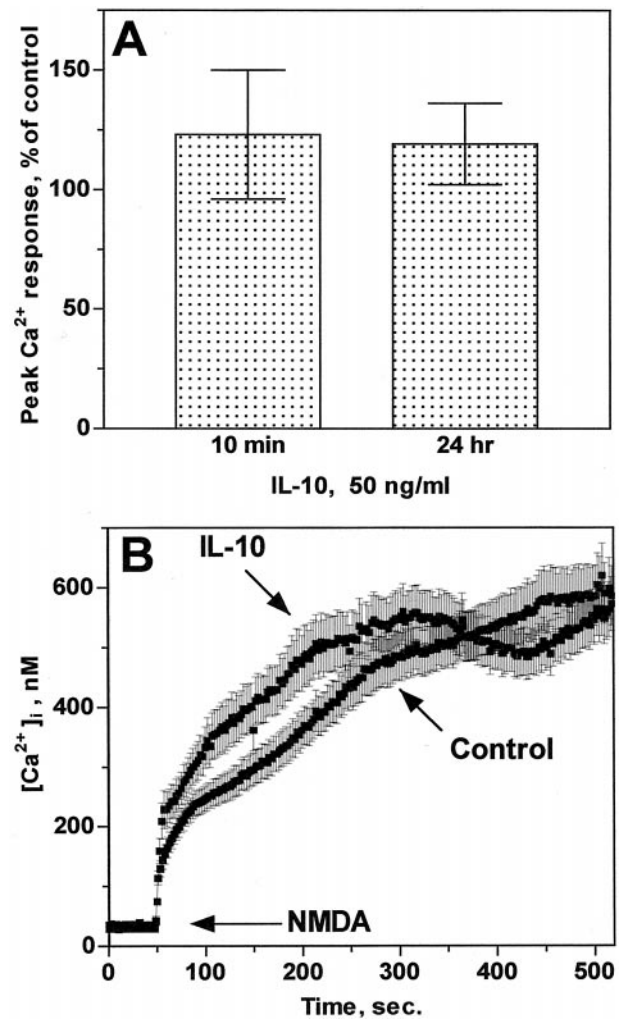 A
Peak Ca²⁺ response, % of control
150
100
50
0
10 min
24 hr
IL-10, 50 ng/ml
B
IL-10
[Ca²⁺]ᵢ, nM
600
400
200
0
Control
NMDA
0
100
200
300
400
500
Time, sec.